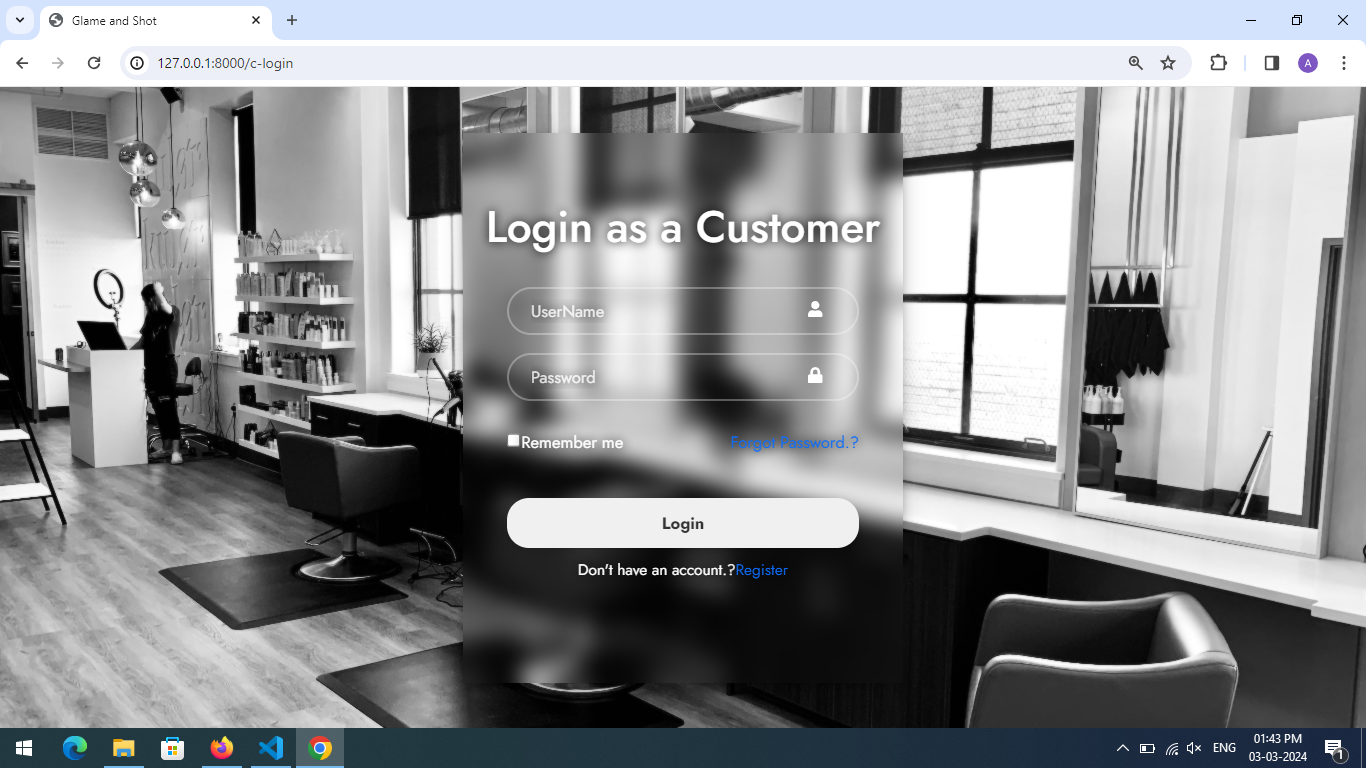 Glame and Shot
127.0.0.1:8000/c-login
A
Login as a Customer
UserName
Password
Remember me Forgot Password.?
Login
Don't have an account.?Register
ENG
01:43 PM
03-03-2024
1